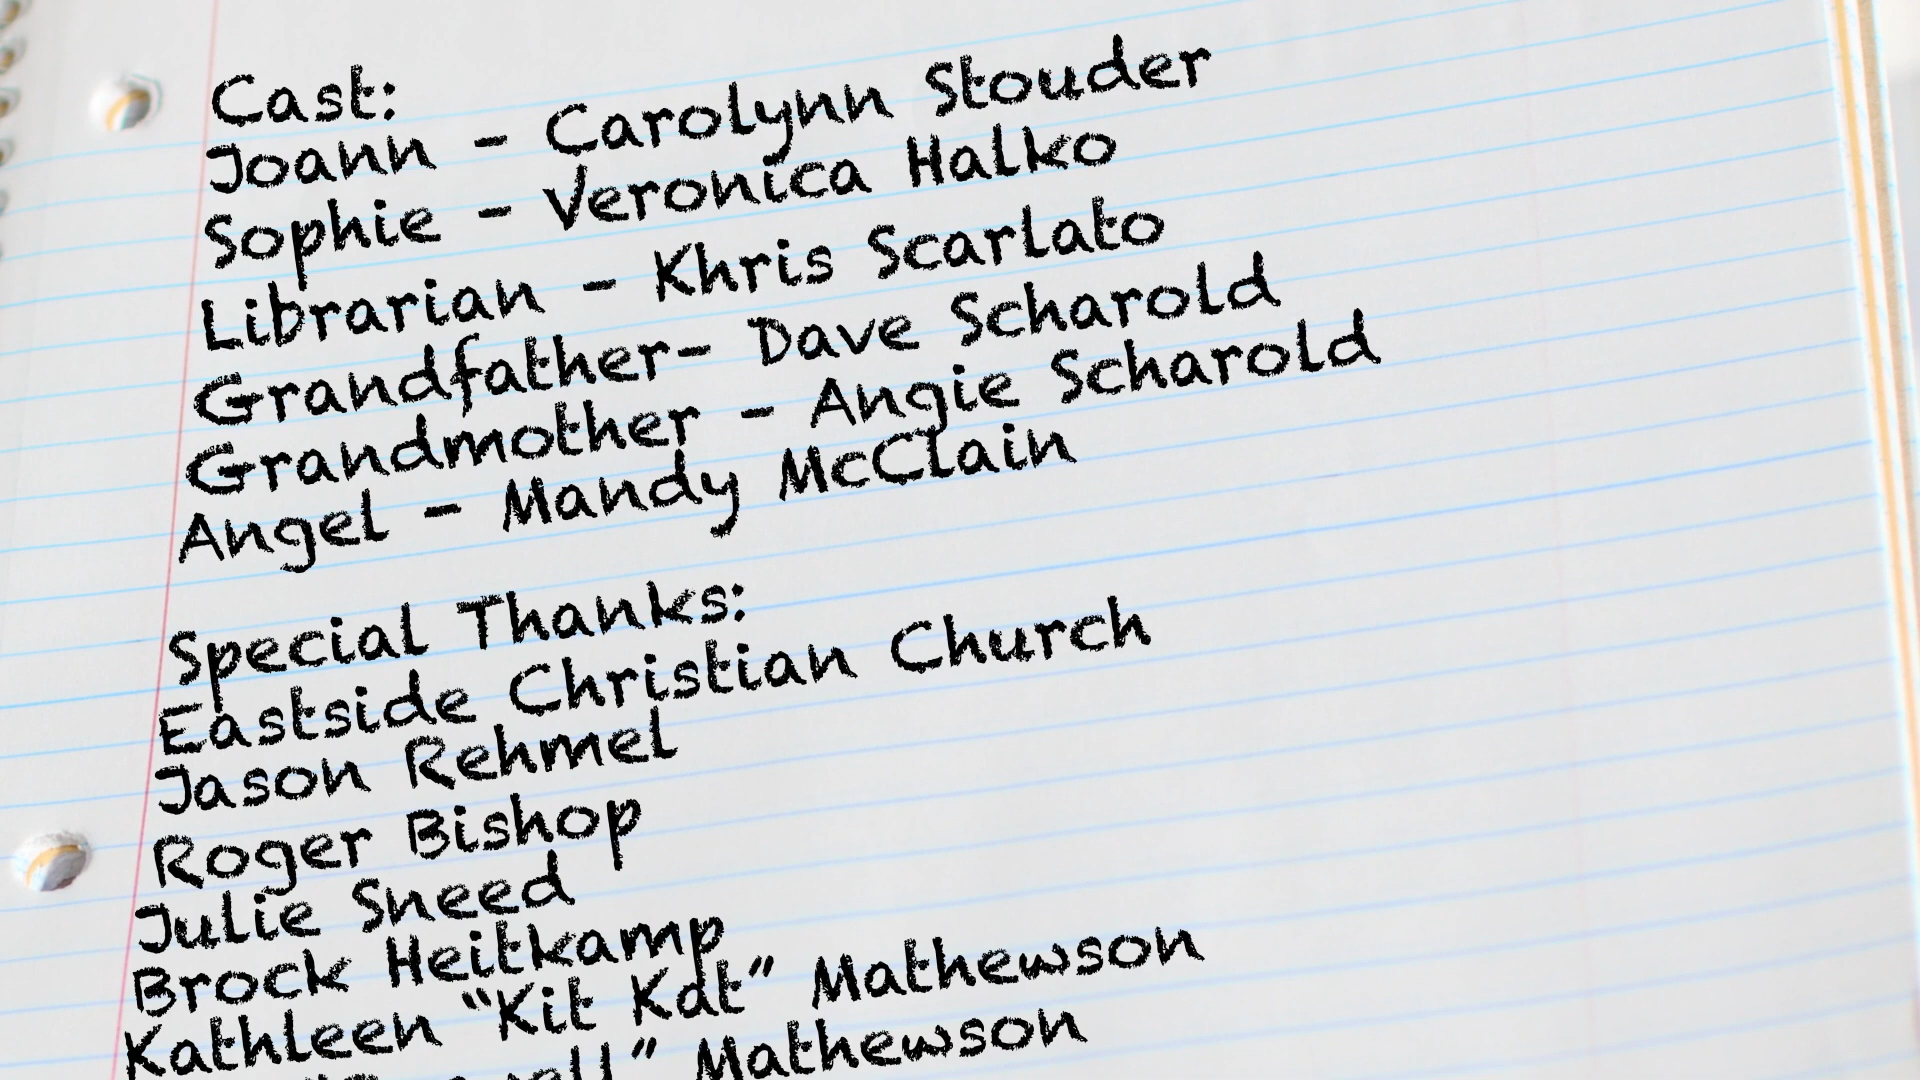 Cast:
Joann - Carolynn Stouder
Sophie - Veronica Halko
Librarian - Khris Scarlato
Grandfather- Dave Scharold
Grandmother - Angie Scharold
Angel - Mandy McClain
Special Thanks:
Eastside Christian Church
Jason Rehmel
Roger Bishop
Julie Sneed
Brock Heitkamp
Kathleen “Kit Kat” Mathewson
Mathewson